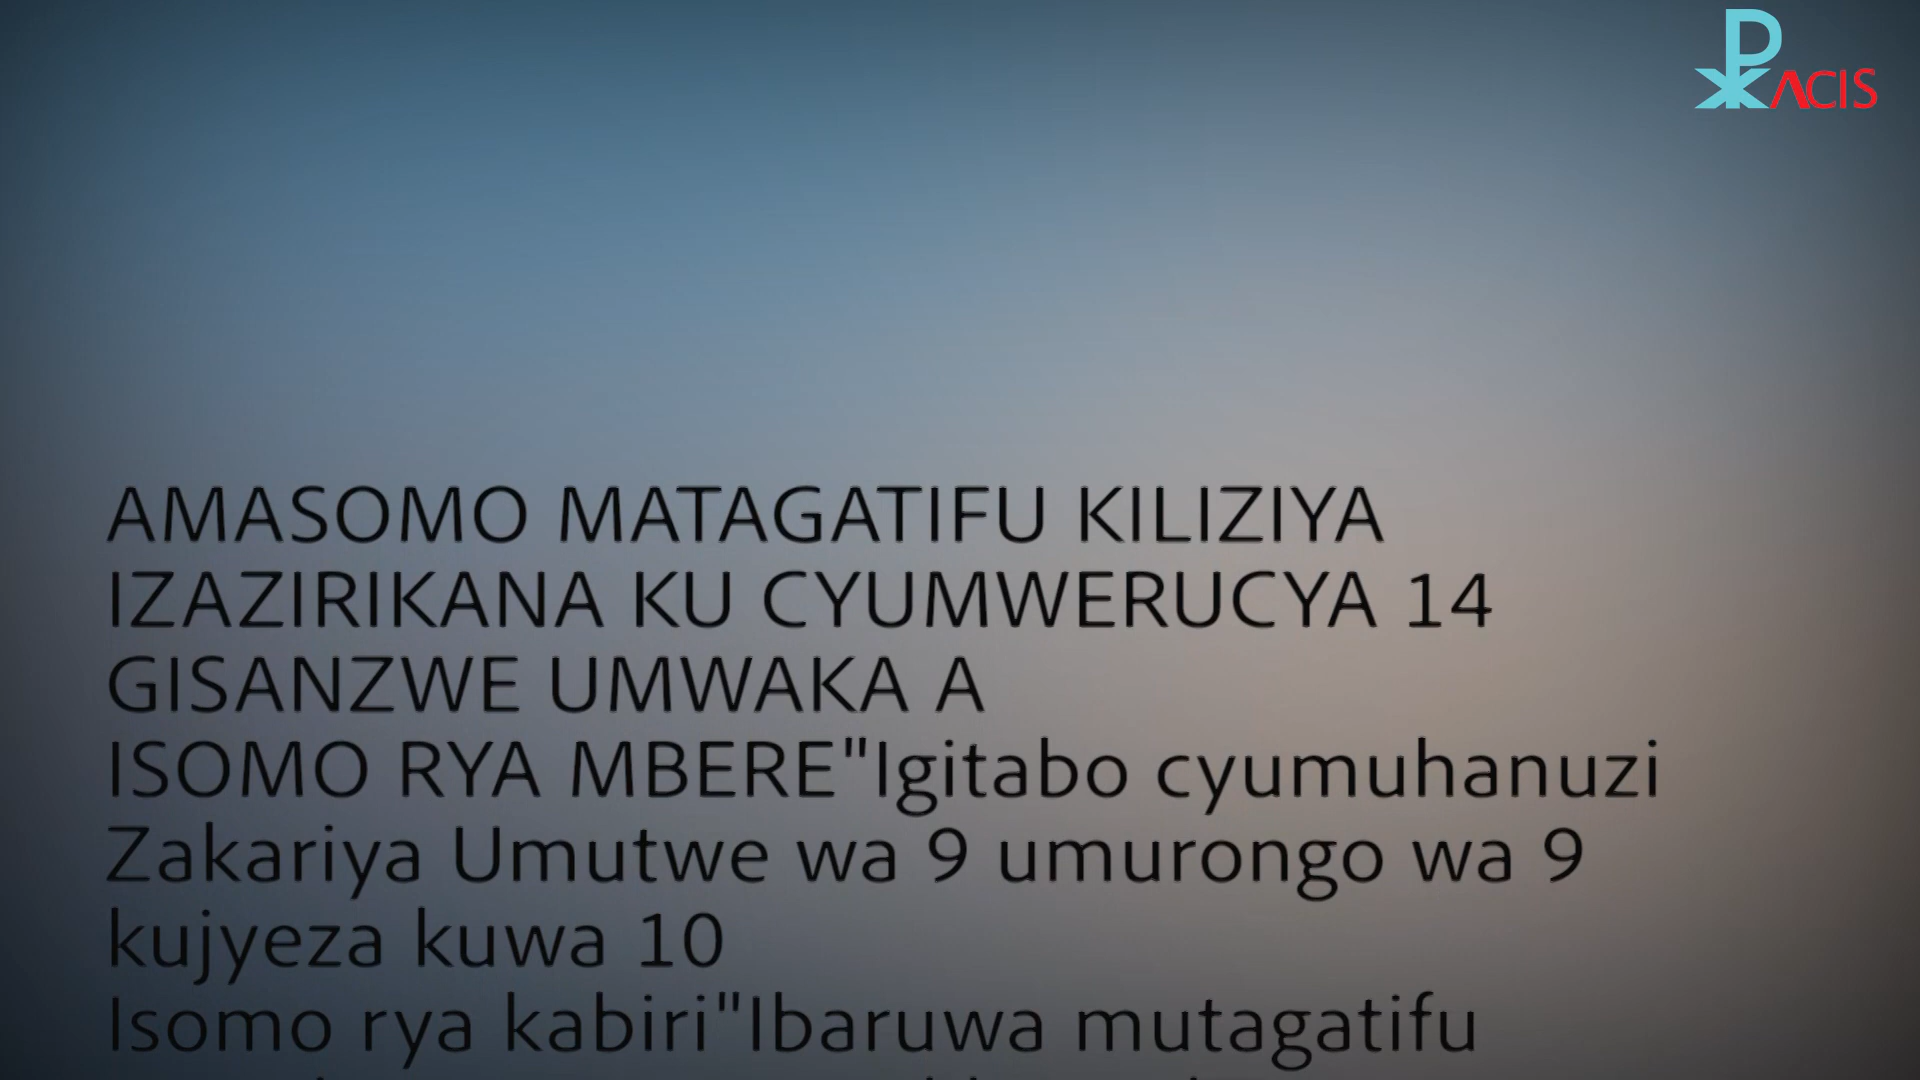 PACIS
AMASOMO MATAGATIFU KILIZIYA
IZAZIRIKANA KU CYUMWERUCYA 14
GISANZWE UMWAKA A
ISOMO RYA MBERE"Igitabo cyumuhanuzi
Zakariya Umutwe wa 9 umurongo wa 9
kujyeza kuwa 10
Isomo rya kabiri"Ibaruwa mutagatifu